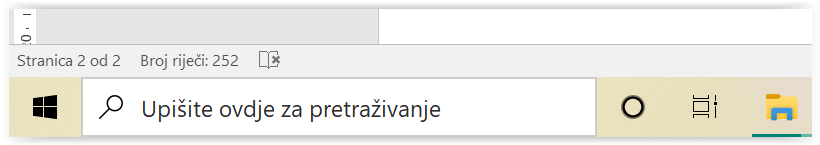 Stranica 2 od 2 Broj riječi: 252
Upišite ovdje za pretraživanje